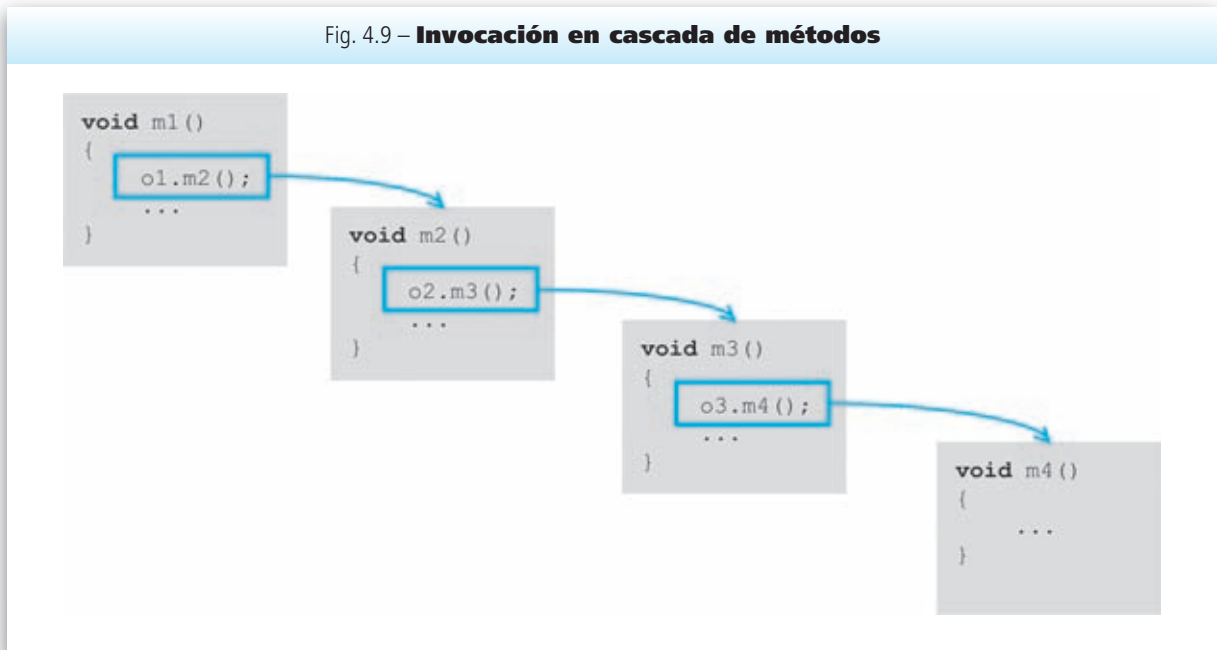 Fig. 4.9 – Invocación en cascada de métodos
void m1()
{
o1.m2();
...
}
void m2()
{
o2.m3();
...
}
void m3()
{
o3.m4();
...
}
void m4()
{
...
}